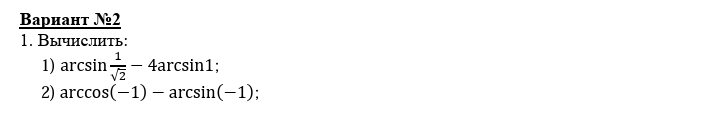 Вариант №2
1. Вычислить:
1) arcsin 1/√2 − 4arcsin1;
2) arccos(−1) − arcsin(−1);